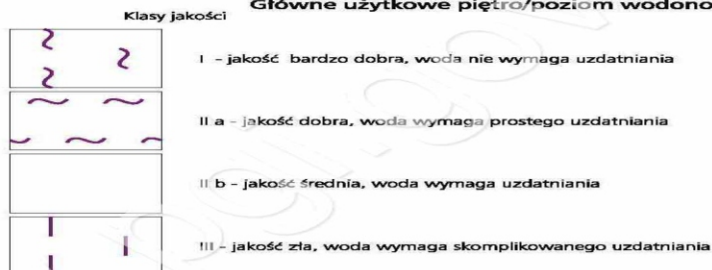 Główne użytkowe piętro/poziom
Klasy jakości
I - jakość bardzo dobra, woda nie wymaga uzdatniania
II a - jakość dobra, woda wymaga prostego uzdatniania
II b - jakość średnia, woda wymaga uzdatniania
III - jakość zła, woda wymaga skomplikowanego uzdatniania